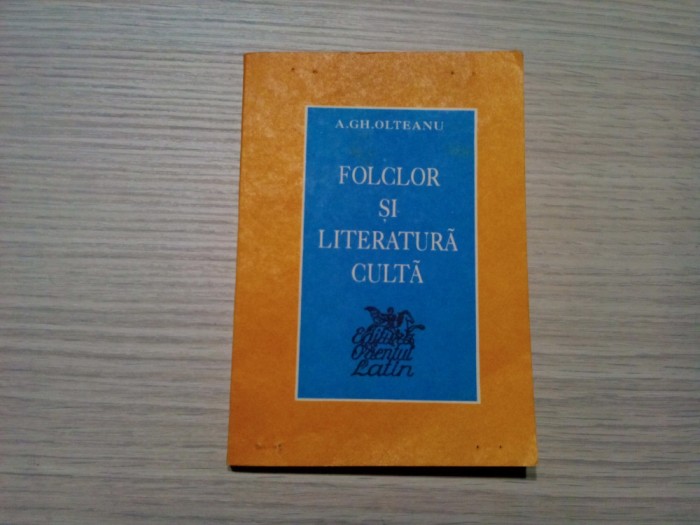 A.GH.OLTEANU
FOLCLOR
ȘI
LITERATURĂ
CULTĂ
Editura
Orientul
Latin